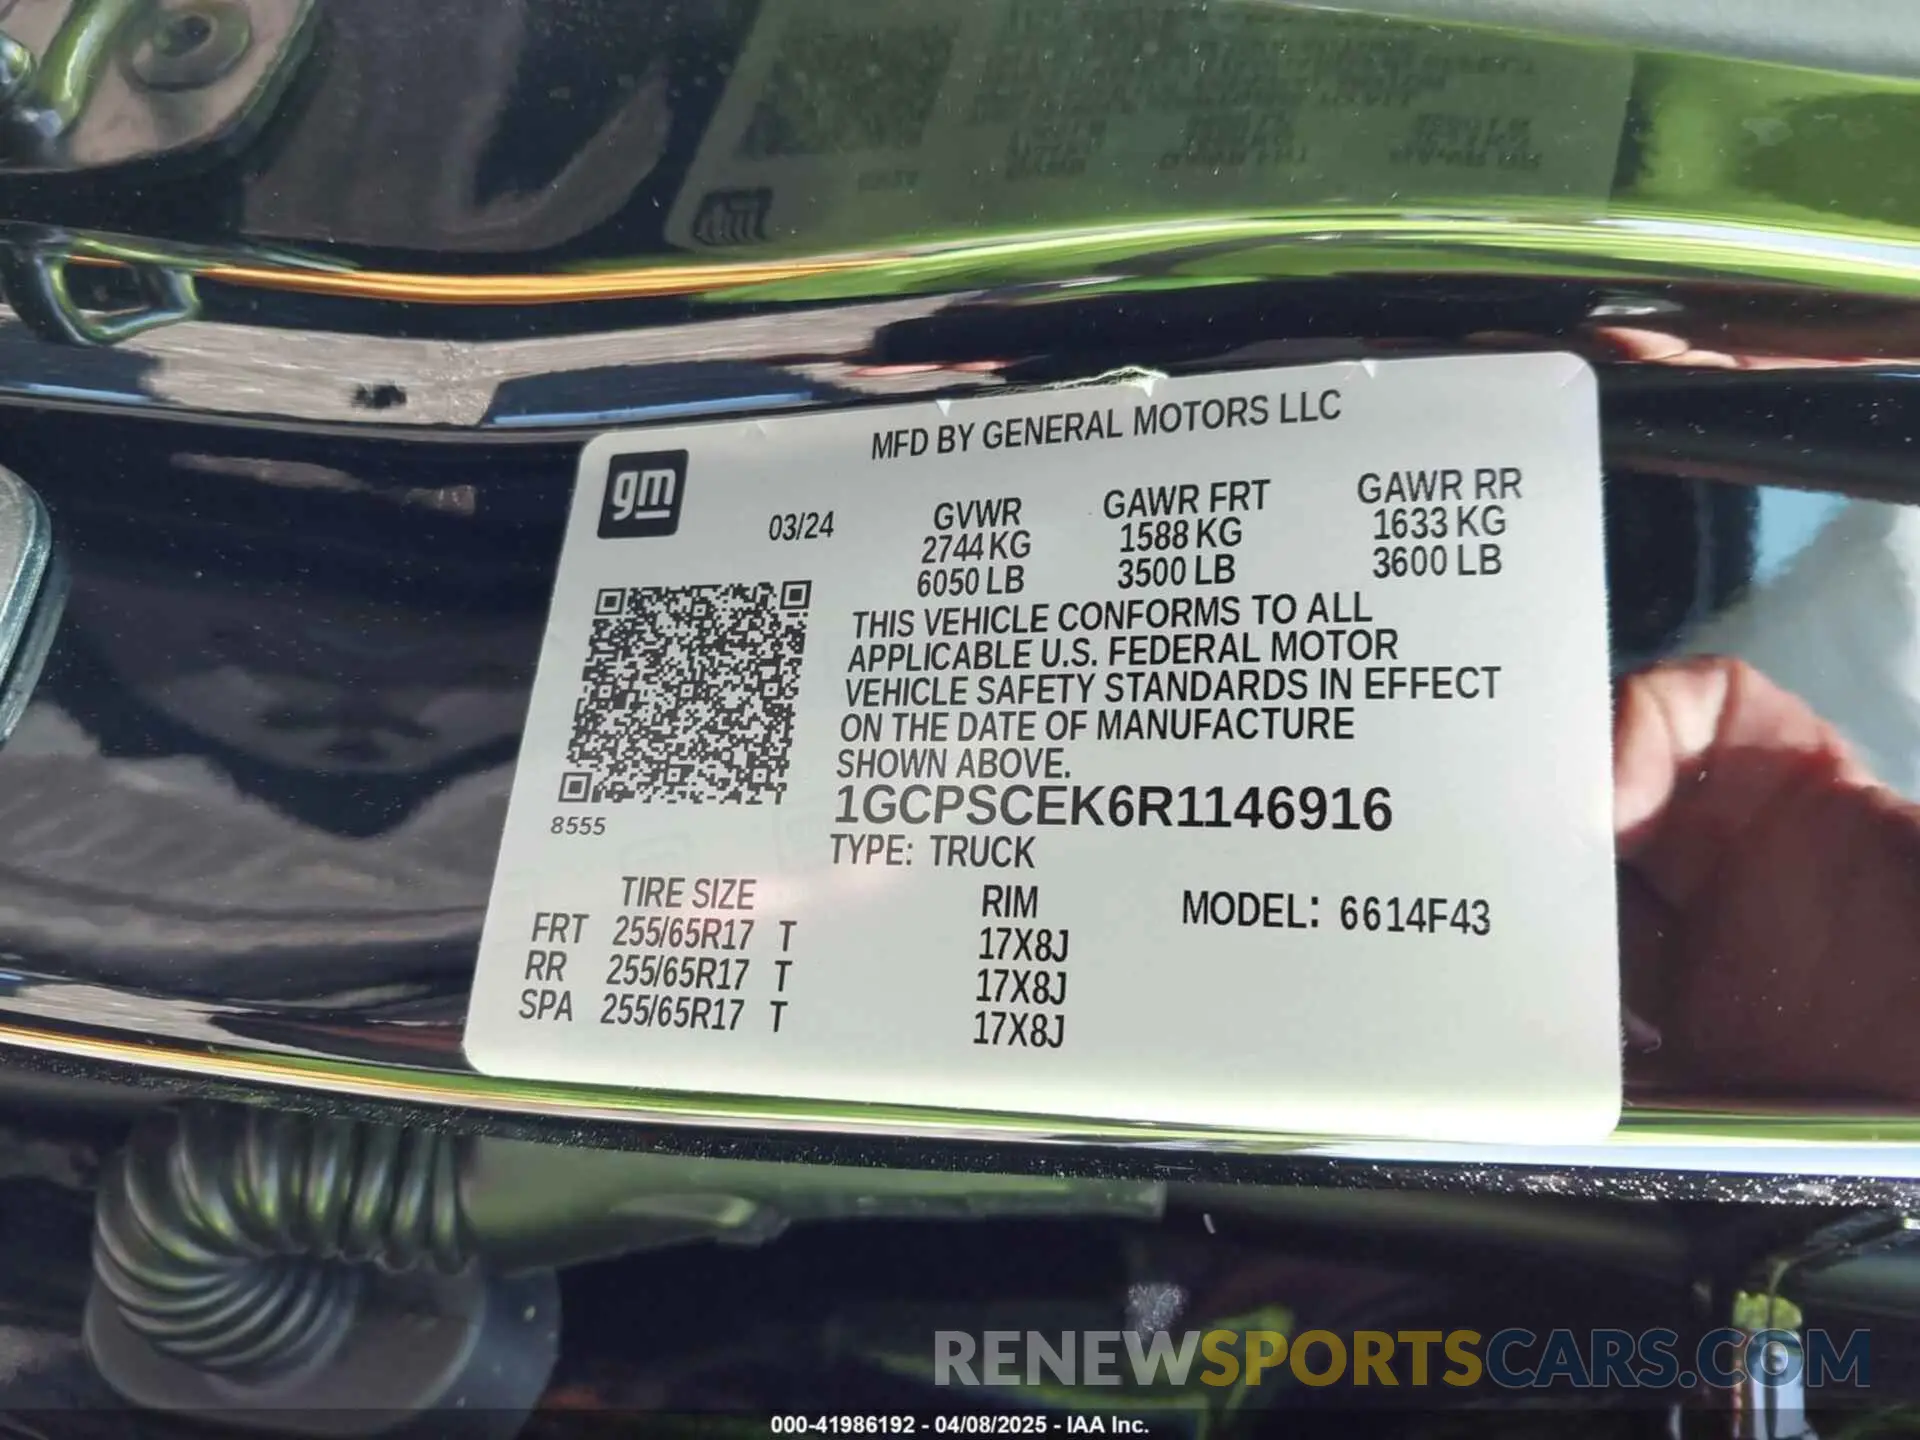 MFD BY GENERAL MOTORS LLC
gm
03/24
GVWR GAWR FRT GAWR RR
2744 KG 1588 KG 1633 KG
6050 LB 3500 LB 3600 LB
THIS VEHICLE CONFORMS TO ALL
APPLICABLE U.S. FEDERAL MOTOR
VEHICLE SAFETY STANDARDS IN EFFECT
ON THE DATE OF MANUFACTURE
SHOWN ABOVE.
1GCPSCEK6R1146916
8555
TYPE: TRUCK
TIRE SIZE RIM MODEL: 6614F43
FRT 255/65R17 T 17X8J
RR 255/65R17 T 17X8J
SPA 255/65R17 T 17X8J
RENEWSPORTSCARS.COM
000-41986192 - 04/08/2025 - IAA Inc.